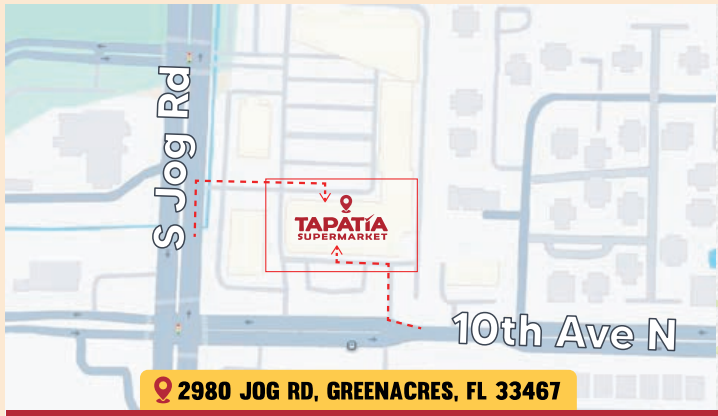 S Jog Rd
TAPATÍA
SUPERMARKET
10th Ave N
2980 JOG RD, GREENACRES, FL 33467